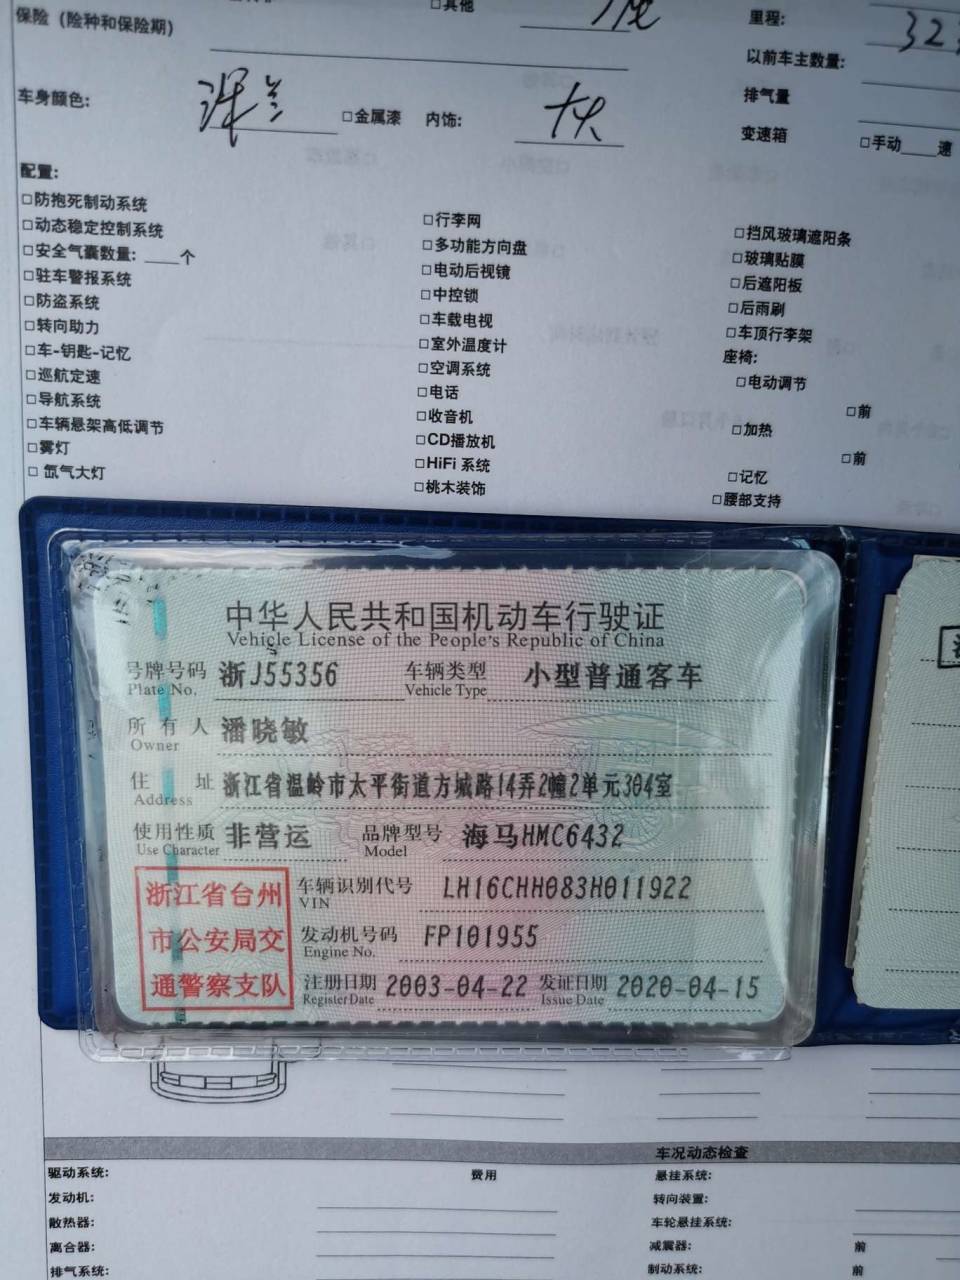 □其他
里程:
32
保险（险种和保险期）
以前车主数量:
车身颜色: 深兰 □金属漆 内饰: 灰
排气量
变速箱 □手动____速
配置:
□防抱死制动系统
□动态稳定控制系统
□安全气囊数量: ____个
□驻车警报系统
□防盗系统
□转向助力
□车-钥匙-记忆
□巡航定速
□导航系统
□车辆悬架高低调节
□雾灯
□ 氙气大灯
□行李网
□多功能方向盘
□电动后视镜
□中控锁
□车载电视
□室外温度计
□空调系统
□电话
□收音机
□CD播放机
□HiFi 系统
□桃木装饰
□挡风玻璃遮阳条
□玻璃贴膜
□后遮阳板
□后雨刷
□车顶行李架
座椅:
□电动调节
□前
□加热
□前
□记忆
□腰部支持
中华人民共和国机动车行驶证
Vehicle License of the People's Republic of China
号牌号码 浙J55356 车辆类型 小型普通客车
Plate No. Vehicle Type
所有人 潘晓敏
Owner
住址 浙江省温岭市太平街道方城路14弄2幢2单元304室
Address
使用性质 非营运 品牌型号 海马HMC6432
Use Character Model
浙江省台州
市公安局交
通警察支队
车辆识别代号 LH16CHH083H011922
VIN
发动机号码 FP101955
Engine No.
注册日期 2003-04-22 发证日期 2020-04-15
Register Date Issue Date
车况动态检查
驱动系统: 费用
发动机:
散热器:
离合器:
排气系统:
悬挂系统:
转向装置:
车轮悬挂系统:
减震器: 前
制动系统: 前